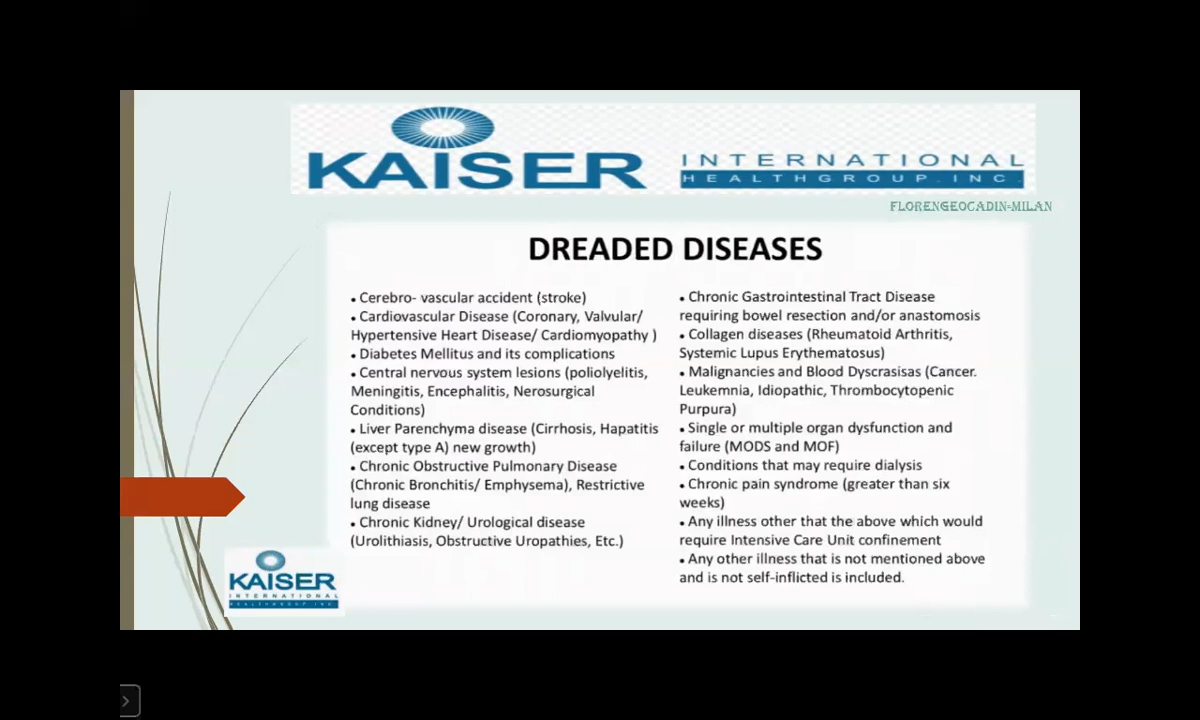 KAISER
INTERNATIONAL
HEALTHGROUP.INC.
FLORENGEOCADIN-MILAN
DREADED DISEASES
• Cerebro- vascular accident (stroke)
• Cardiovascular Disease (Coronary, Valvular/
Hypertensive Heart Disease/ Cardiomyopathy )
• Diabetes Mellitus and its complications
• Central nervous system lesions (poliolyelitis,
Meningitis, Encephalitis, Nerosurgical
Conditions)
• Liver Parenchyma disease (Cirrhosis, Hapatitis
(except type A) new growth)
• Chronic Obstructive Pulmonary Disease
(Chronic Bronchitis/ Emphysema), Restrictive
lung disease
• Chronic Kidney/ Urological disease
(Urolithiasis, Obstructive Uropathies, Etc.)
• Chronic Gastrointestinal Tract Disease
requiring bowel resection and/or anastomosis
• Collagen diseases (Rheumatoid Arthritis,
Systemic Lupus Erythematosus)
• Malignancies and Blood Dyscrasisas (Cancer.
Leukemnia, Idiopathic, Thrombocytopenic
Purpura)
• Single or multiple organ dysfunction and
failure (MODS and MOF)
• Conditions that may require dialysis
• Chronic pain syndrome (greater than six
weeks)
• Any illness other that the above which would
require Intensive Care Unit confinement
• Any other illness that is not mentioned above
and is not self-inflicted is included.
KAISER
INTERNATIONAL
HEALTHGROUP.INC.